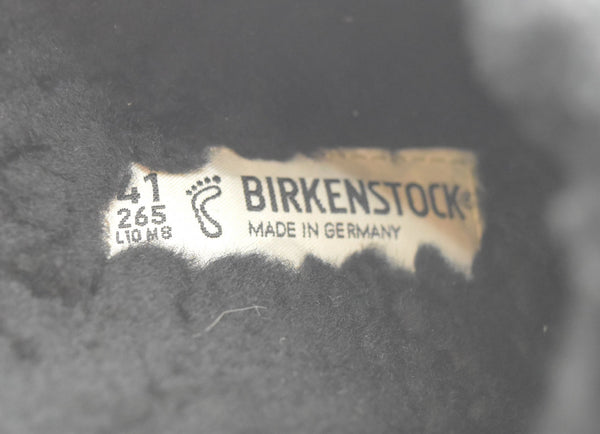 41
265
L10 M8
BIRKENSTOCK®
MADE IN GERMANY